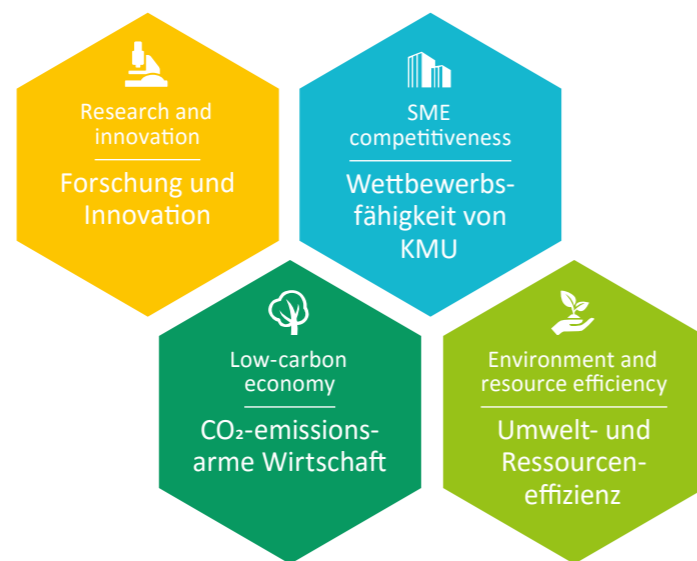 Research and
innovation
Forschung und
Innovation
SME
competitiveness
Wettbewerbs-
fähigkeit von
KMU
Low-carbon
economy
CO₂-emissions-
arme Wirtschaft
Environment and
resource efficiency
Umwelt- und
Ressourcen-
effizienz